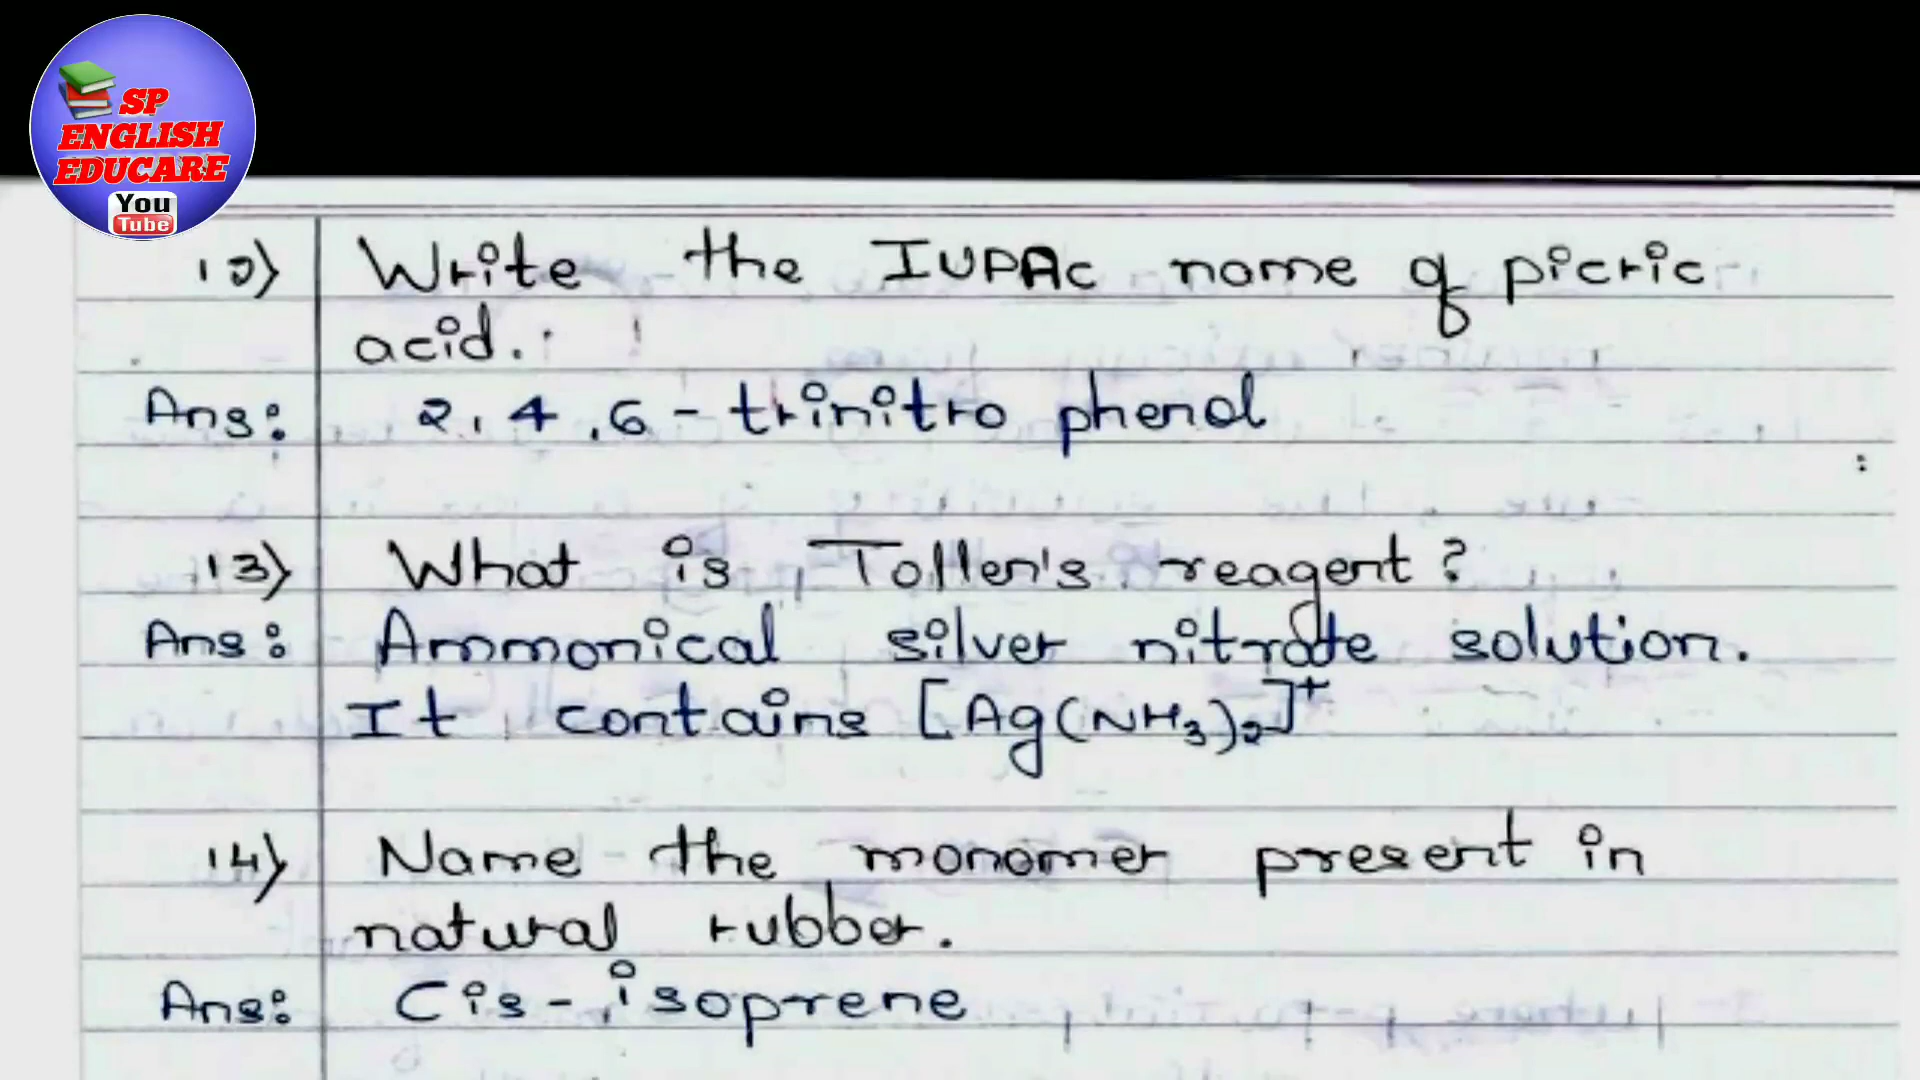 SP
ENGLISH
EDUCARE
You
Tube
12) Write the IUPAC name of picric
acid.
Ans: 2,4,6-trinitro phenol
13) What is Tollen's reagent?
Ans: Ammonical silver nitrate solution.
It contains [Ag(NH₃)₂]⁺
14) Name the monomer present in
natural rubber.
Ans: Cis-isoprene